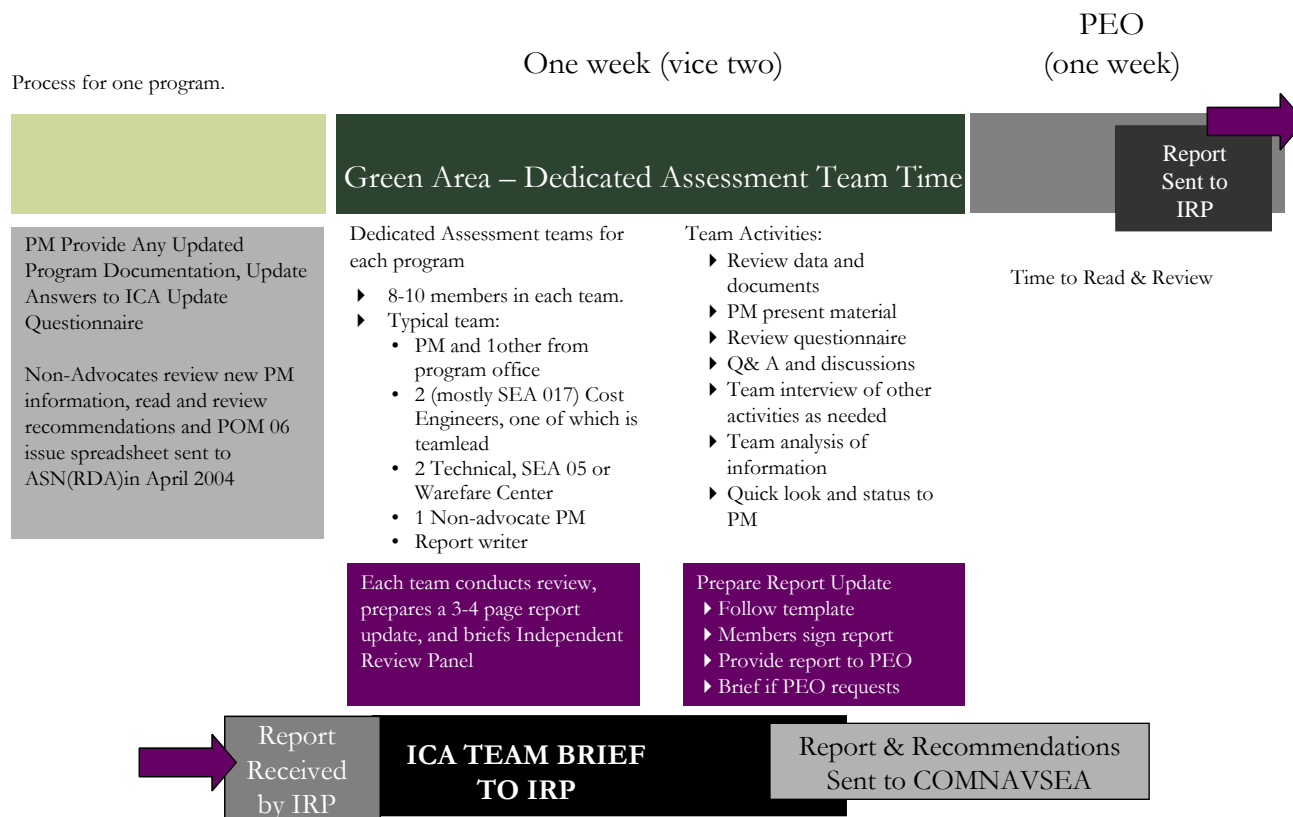 Process for one program.
One week (vice two)
PEO
(one week)
Green Area – Dedicated Assessment Team Time
Report
Sent to
IRP
PM Provide Any Updated
Program Documentation, Update
Answers to ICA Update
Questionnaire
Non-Advocates review new PM
information, read and review
recommendations and POM 06
issue spreadsheet sent to
ASN(RDA)in April 2004
Dedicated Assessment teams for
each program
8-10 members in each team.
Typical team:
• PM and 1other from
program office
• 2 (mostly SEA 017) Cost
Engineers, one of which is
teamlead
• 2 Technical, SEA 05 or
Warefare Center
• 1 Non-advocate PM
• Report writer
Team Activities:
Review data and
documents
PM present material
Review questionnaire
Q& A and discussions
Team interview of other
activities as needed
Team analysis of
information
Quick look and status to
PM
Time to Read & Review
Each team conducts review,
prepares a 3-4 page report
update, and briefs Independent
Review Panel
Prepare Report Update
Follow template
Members sign report
Provide report to PEO
Brief if PEO requests
Report
Received
by IRP
ICA TEAM BRIEF
TO IRP
Report & Recommendations
Sent to COMNAVSEA